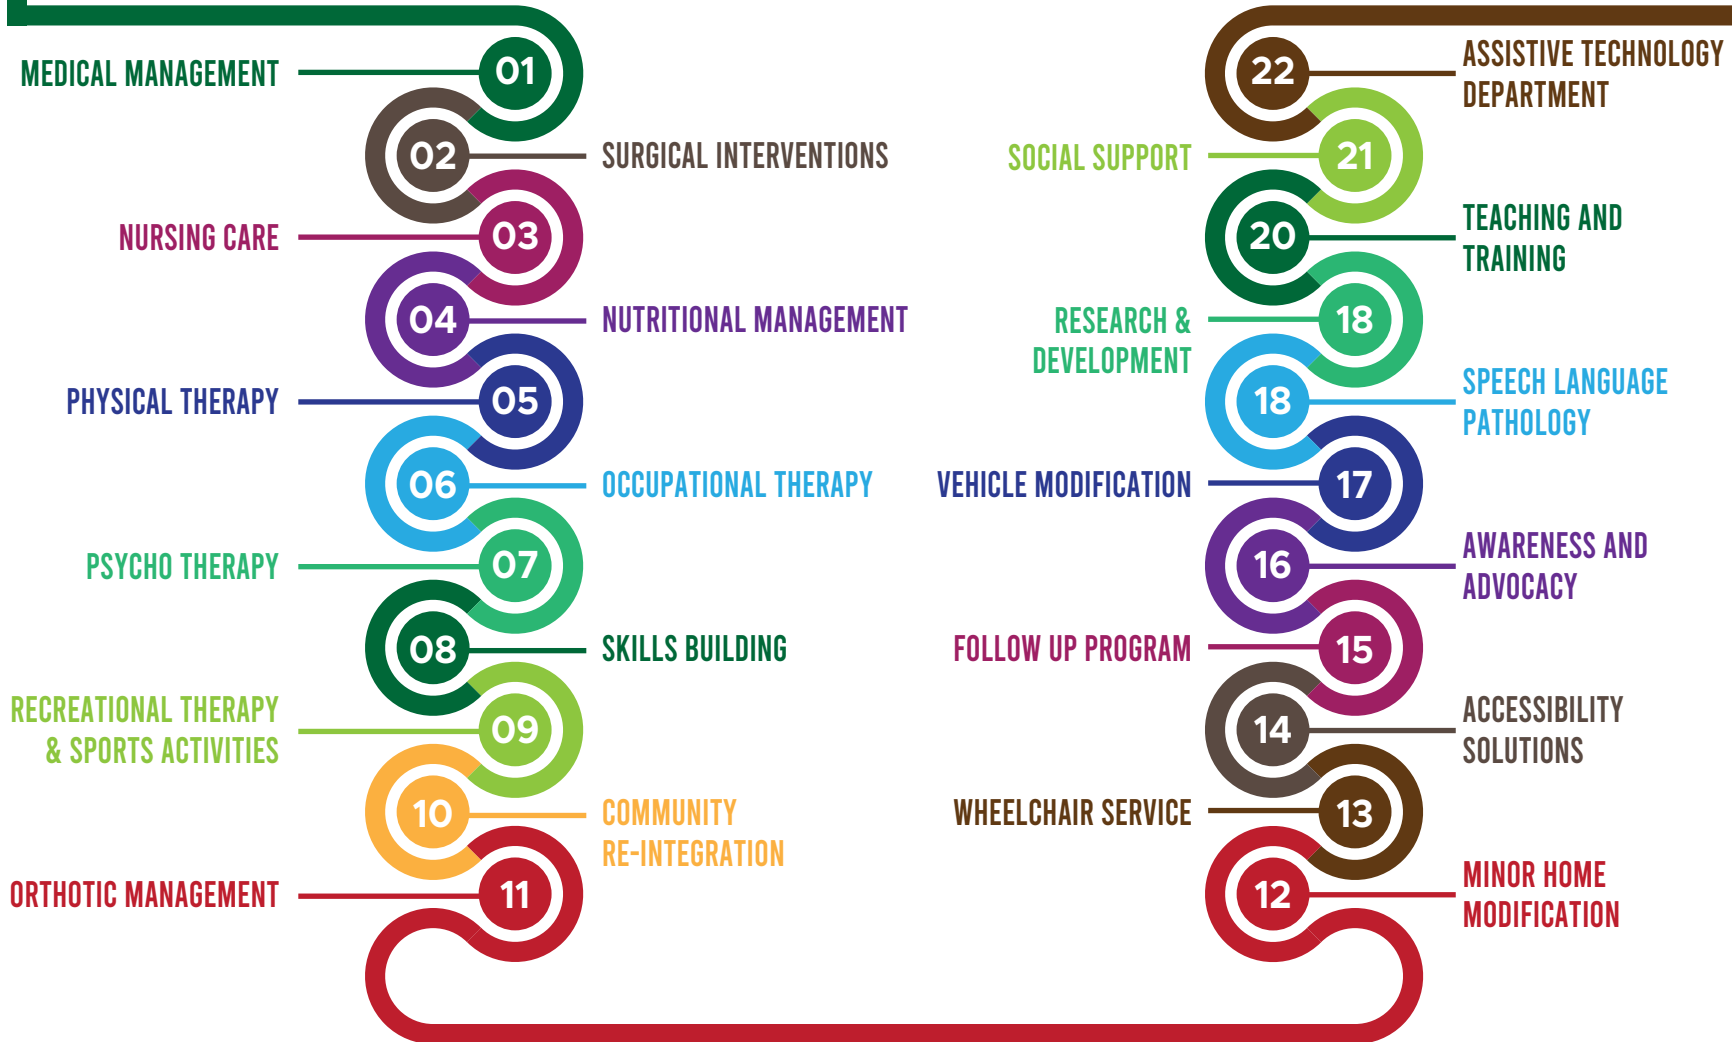 01
MEDICAL MANAGEMENT
02
SURGICAL INTERVENTIONS
03
NURSING CARE
04
NUTRITIONAL MANAGEMENT
05
PHYSICAL THERAPY
06
OCCUPATIONAL THERAPY
07
PSYCHO THERAPY
08
SKILLS BUILDING
09
RECREATIONAL THERAPY
& SPORTS ACTIVITIES
10
COMMUNITY
RE-INTEGRATION
11
ORTHOTIC MANAGEMENT
22
ASSISTIVE TECHNOLOGY
DEPARTMENT
21
SOCIAL SUPPORT
20
TEACHING AND
TRAINING
18
RESEARCH &
DEVELOPMENT
18
SPEECH LANGUAGE
PATHOLOGY
17
VEHICLE MODIFICATION
16
AWARENESS AND
ADVOCACY
15
FOLLOW UP PROGRAM
14
ACCESSIBILITY
SOLUTIONS
13
WHEELCHAIR SERVICE
12
MINOR HOME
MODIFICATION